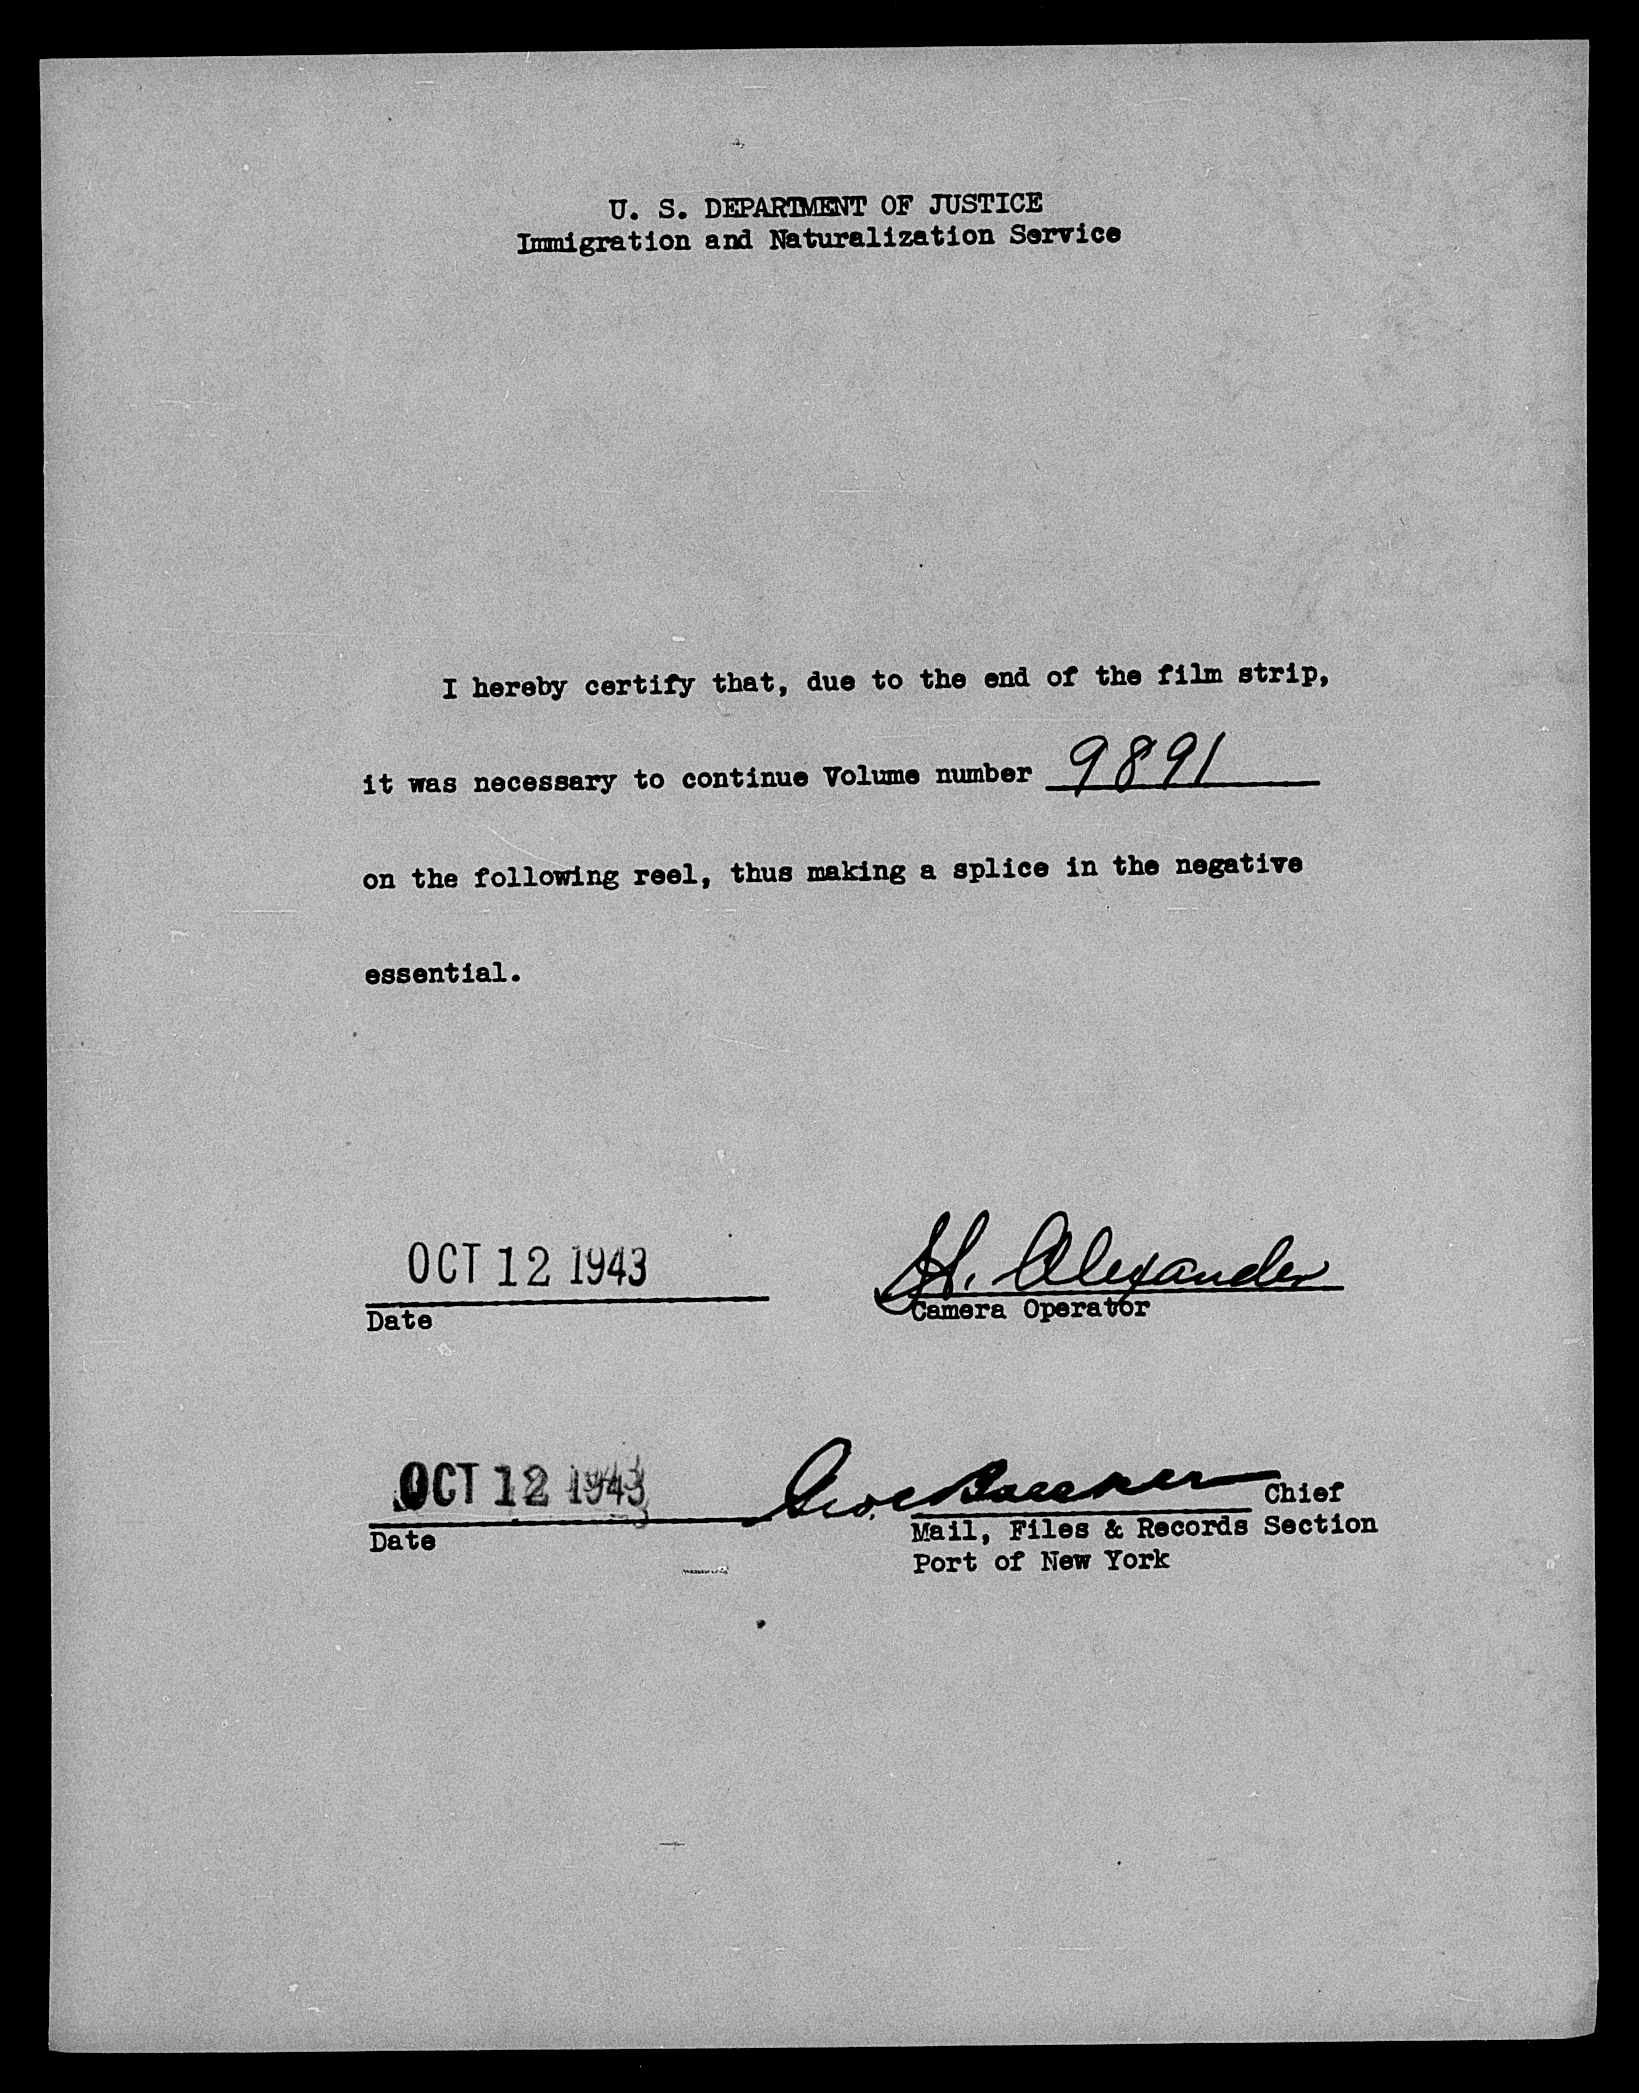 U. S. DEPARTMENT OF JUSTICE
Immigration and Naturalization Service
I hereby certify that, due to the end of the film strip,
it was necessary to continue Volume number 9891
on the following reel, thus making a splice in the negative
essential.
OCT 12 1943
H. Alexander
Date
Camera Operator
OCT 12 1943
Geo. Chief
Date
Mail, Files & Records Section
Port of New York